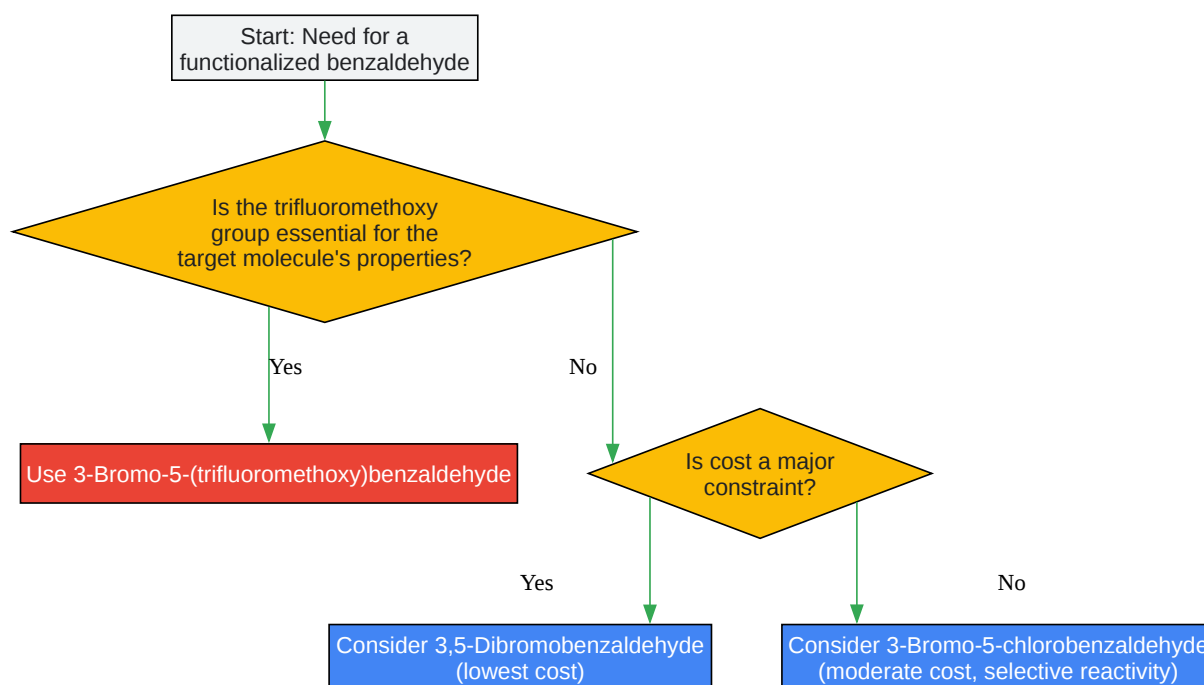 Start: Need for a
functionalized benzaldehyde
Is the trifluoromethoxy
group essential for the
target molecule's properties?
Yes
No
Use 3-Bromo-5-(trifluoromethoxy)benzaldehyde
Is cost a major
constraint?
Yes
No
Consider 3,5-Dibromobenzaldehyde
(lowest cost)
Consider 3-Bromo-5-chlorobenzaldehyde
(moderate cost, selective reactivity)